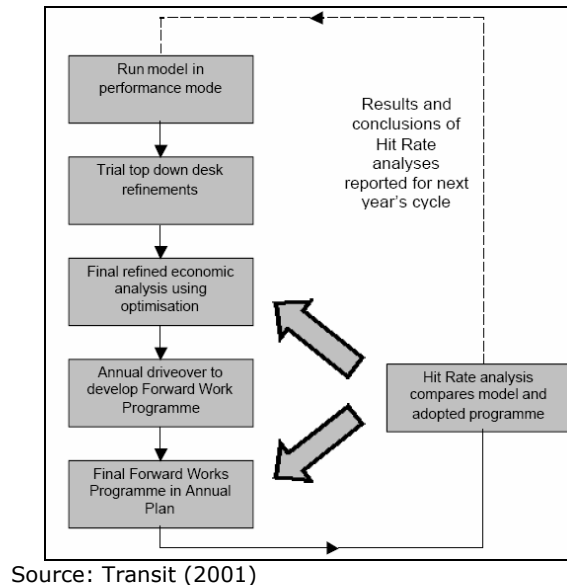 Run model in
performance mode
Trial top down desk
refinements
Final refined economic
analysis using
optimisation
Annual driveover to
develop Forward Work
Programme
Final Forward Works
Programme in Annual
Plan
Results and
conclusions of
Hit Rate
analyses
reported for next
year's cycle
Hit Rate analysis
compares model and
adopted programme
Source: Transit (2001)